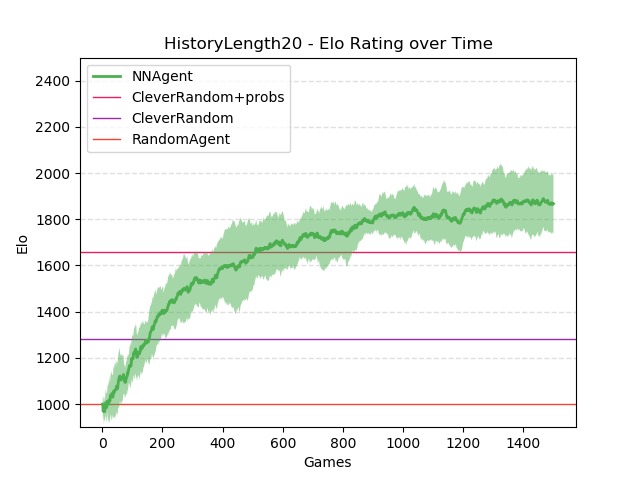 HistoryLength20 - Elo Rating over Time
NNAgent
CleverRandom+probs
CleverRandom
RandomAgent
2400
2200
2000
1800
1600
1400
1200
1000
Elo
0 200 400 600 800 1000 1200 1400
Games